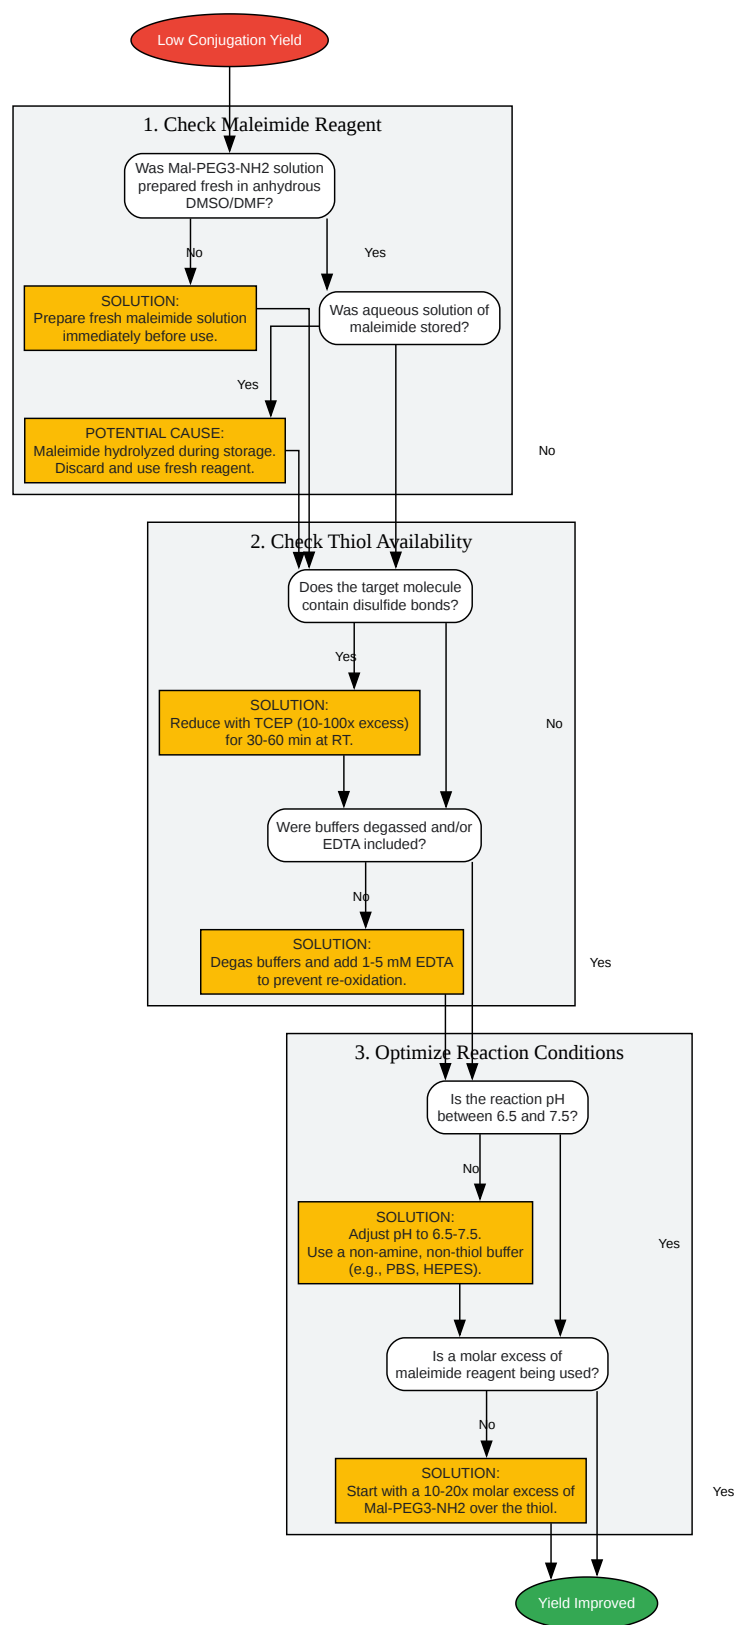 Low Conjugation Yield
1. Check Maleimide Reagent
Was Mal-PEG3-NH2 solution
prepared fresh in anhydrous
DMSO/DMF?
No
Yes
SOLUTION:
Prepare fresh maleimide solution
immediately before use.
Was aqueous solution of
maleimide stored?
Yes
POTENTIAL CAUSE:
Maleimide hydrolyzed during storage.
Discard and use fresh reagent.
No
2. Check Thiol Availability
Does the target molecule
contain disulfide bonds?
Yes
SOLUTION:
Reduce with TCEP (10-100x excess)
for 30-60 min at RT.
No
Were buffers degassed and/or
EDTA included?
No
SOLUTION:
Degas buffers and add 1-5 mM EDTA
to prevent re-oxidation.
Yes
3. Optimize Reaction Conditions
Is the reaction pH
between 6.5 and 7.5?
No
SOLUTION:
Adjust pH to 6.5-7.5.
Use a non-amine, non-thiol buffer
(e.g., PBS, HEPES).
Yes
Is a molar excess of
maleimide reagent being used?
No
SOLUTION:
Start with a 10-20x molar excess of
Mal-PEG3-NH2 over the thiol.
Yes
Yield Improved